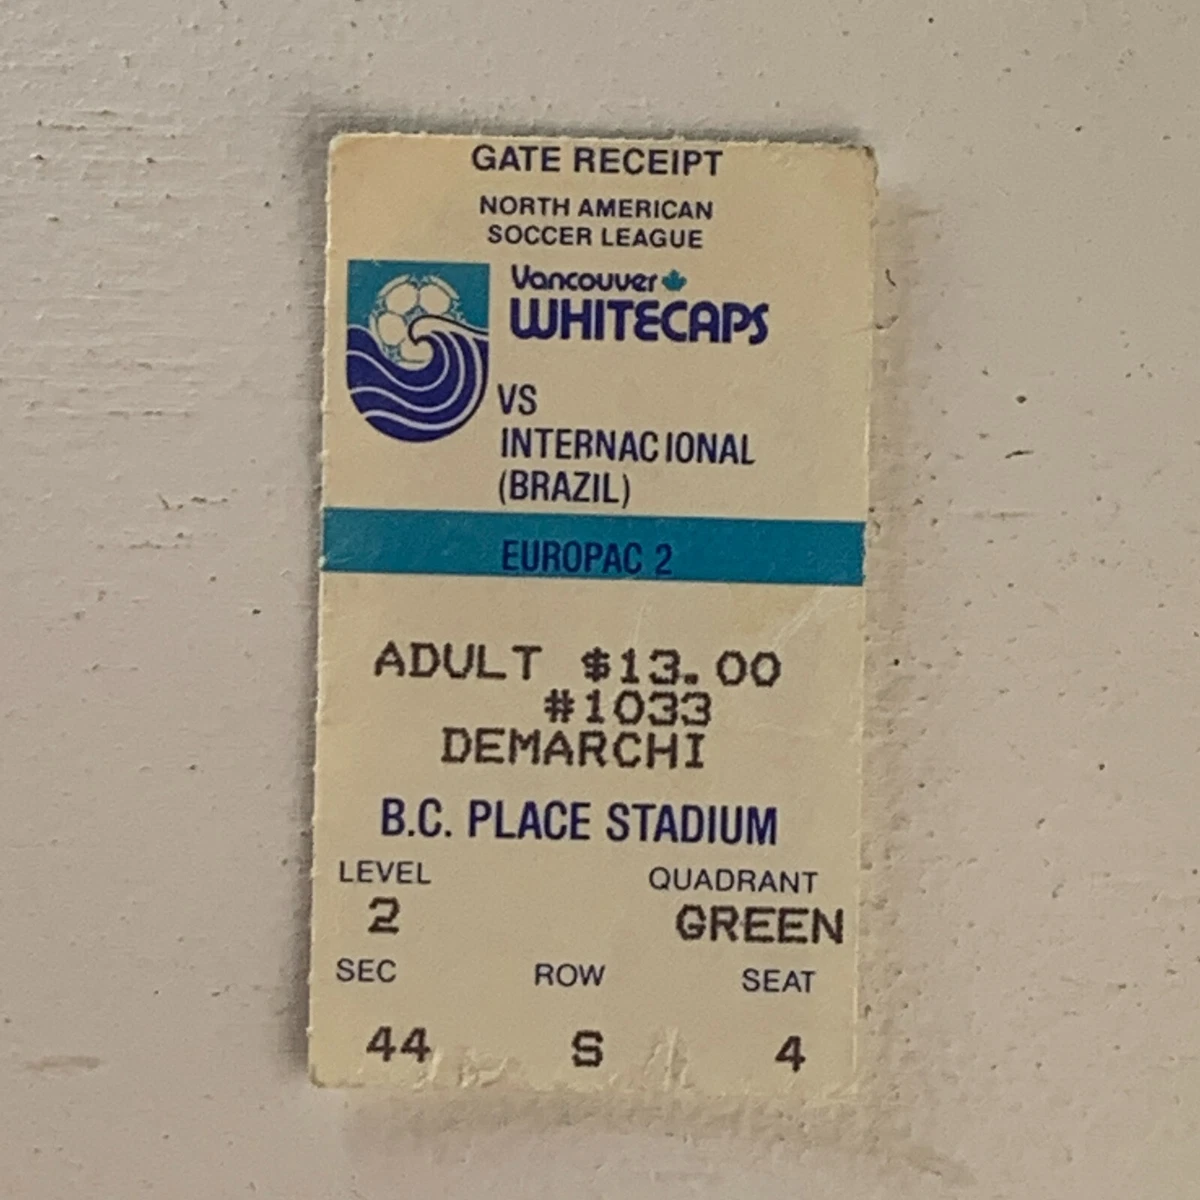 GATE RECEIPT
NORTH AMERICAN
SOCCER LEAGUE
Vancouver
WHITECAPS
VS
INTERNACIONAL
(BRAZIL)
EUROPAC 2
ADULT $13.00
#1033
DEMARCHI
B.C. PLACE STADIUM
LEVEL QUADRANT
2 GREEN
SEC ROW SEAT
44 S 4